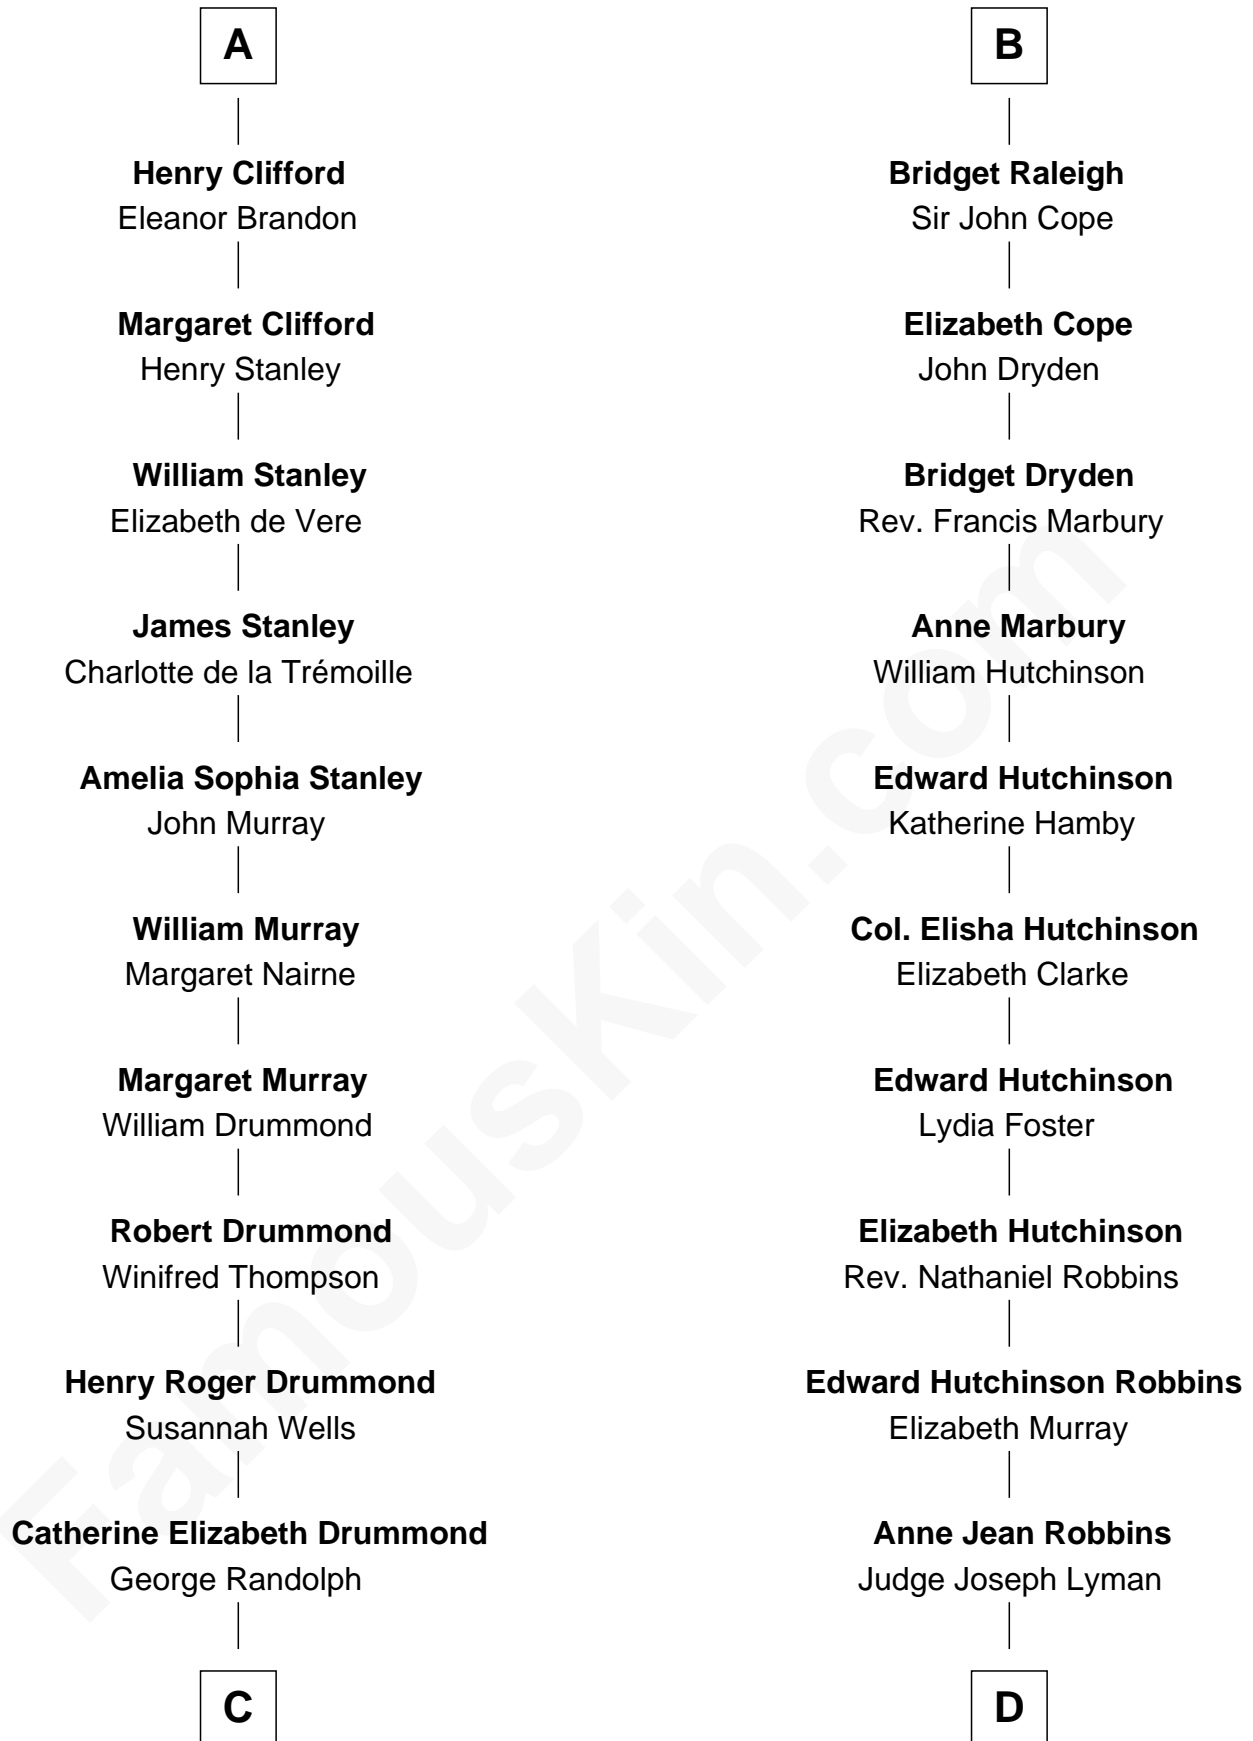 A
Henry Clifford
Eleanor Brandon
Margaret Clifford
Henry Stanley
William Stanley
Elizabeth de Vere
James Stanley
Charlotte de la Trémoille
Amelia Sophia Stanley
John Murray
William Murray
Margaret Nairne
Margaret Murray
William Drummond
Robert Drummond
Winifred Thompson
Henry Roger Drummond
Susannah Wells
Catherine Elizabeth Drummond
George Randolph
C
B
Bridget Raleigh
Sir John Cope
Elizabeth Cope
John Dryden
Bridget Dryden
Rev. Francis Marbury
Anne Marbury
William Hutchinson
Edward Hutchinson
Katherine Hamby
Col. Elisha Hutchinson
Elizabeth Clarke
Edward Hutchinson
Lydia Foster
Elizabeth Hutchinson
Rev. Nathaniel Robbins
Edward Hutchinson Robbins
Elizabeth Murray
Anne Jean Robbins
Judge Joseph Lyman
D
FamousKin.com